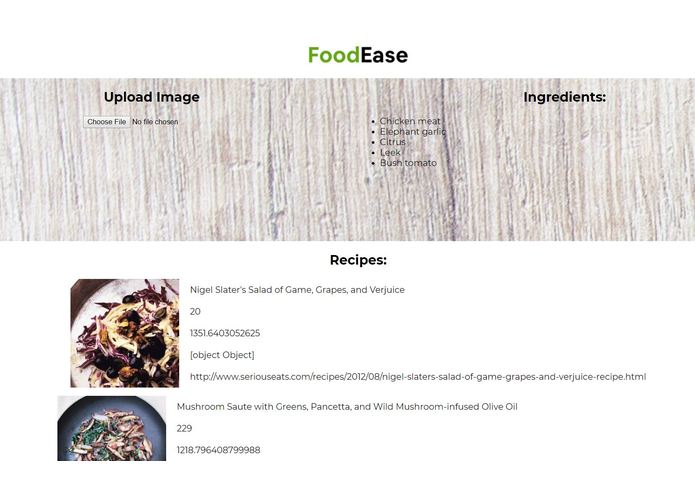 FoodEase
Upload Image
Ingredients:
Choose File No file chosen
Chicken meat
Elephant garlic
Citrus
Leek
Bush tomato
Recipes:
Nigel Slater's Salad of Game, Grapes, and Verjuice
20
1351.6403052625
[object Object]
http://www.seriouseats.com/recipes/2012/08/nigel-slaters-salad-of-game-grapes-and-verjuice-recipe.html
Mushroom Saute with Greens, Pancetta, and Wild Mushroom-infused Olive Oil
229
1218.796408799988